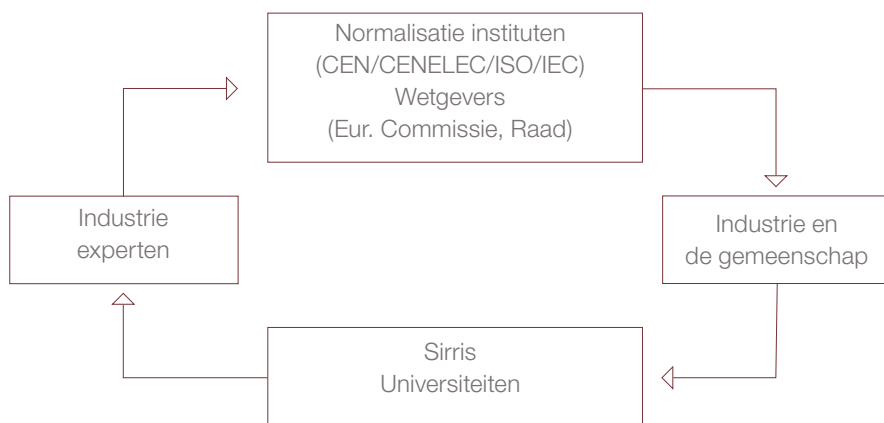 Normalisatie instituten
(CEN/CENELEC/ISO/IEC)
Wetgevers
(Eur. Commissie, Raad)
Industrie
experten
Industrie en
de gemeenschap
Sirris
Universiteiten